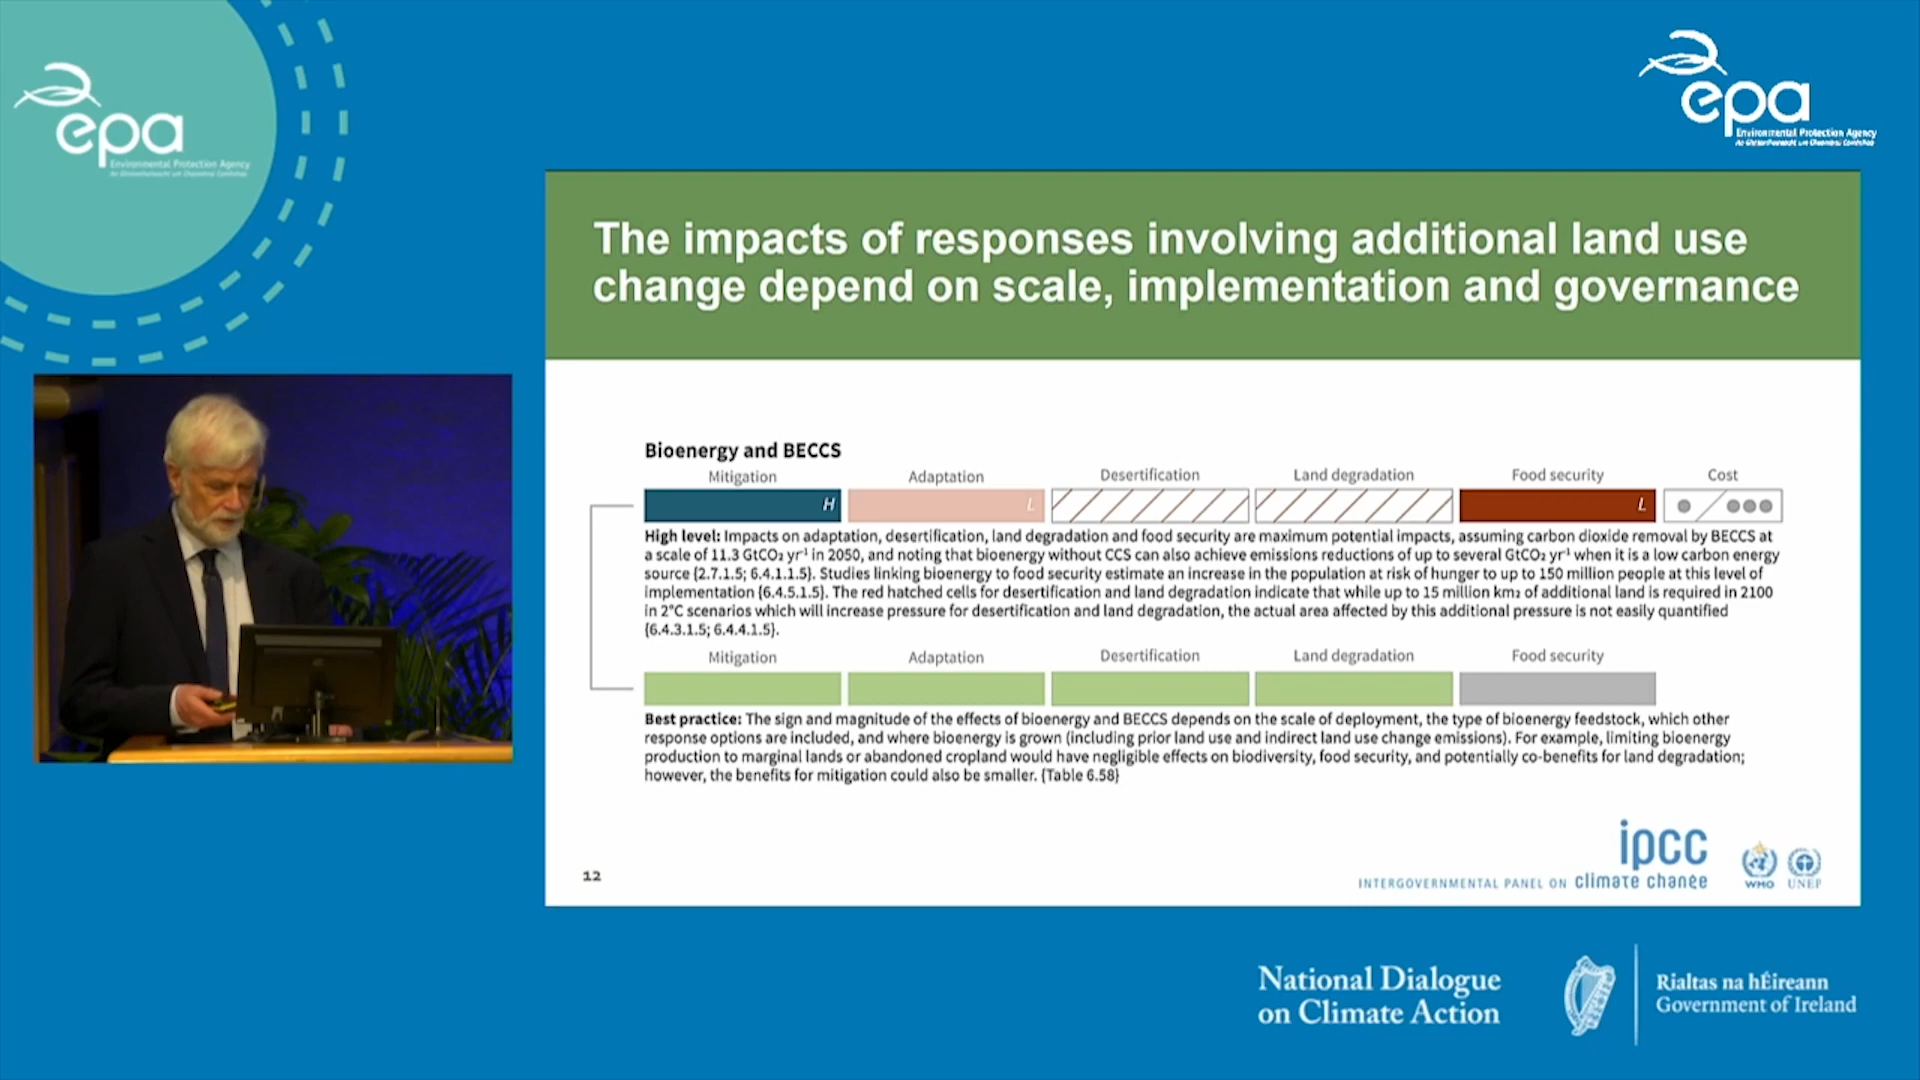 epa
Environmental Protection Agency
epa
Environmental Protection Agency
The impacts of responses involving additional land use
change depend on scale, implementation and governance
Bioenergy and BECCS
Mitigation Adaptation Desertification Land degradation Food security Cost
H L L
High level: Impacts on adaptation, desertification, land degradation and food security are maximum potential impacts, assuming carbon dioxide removal by BECCS at
a scale of 11.3 GtCO₂ yr⁻¹ in 2050, and noting that bioenergy without CCS can also achieve emissions reductions of up to several GtCO₂ yr⁻¹ when it is a low carbon energy
source {2.7.1.5; 6.4.1.1.5}. Studies linking bioenergy to food security estimate an increase in the population at risk of hunger to up to 150 million people at this level of
implementation {6.4.5.1.5}. The red hatched cells for desertification and land degradation indicate that while up to 15 million km₂ of additional land is required in 2100
in 2°C scenarios which will increase pressure for desertification and land degradation, the actual area affected by this additional pressure is not easily quantified
{6.4.3.1.5; 6.4.4.1.5}.
Mitigation Adaptation Desertification Land degradation Food security
Best practice: The sign and magnitude of the effects of bioenergy and BECCS depends on the scale of deployment, the type of bioenergy feedstock, which other
response options are included, and where bioenergy is grown (including prior land use and indirect land use change emissions). For example, limiting bioenergy
production to marginal lands or abandoned cropland would have negligible effects on biodiversity, food security, and potentially co-benefits for land degradation;
however, the benefits for mitigation could also be smaller. {Table 6.58}
12
ipcc
INTERGOVERNMENTAL PANEL ON climate change
WMO UNEP
National Dialogue
on Climate Action
Rialtas na hÉireann
Government of Ireland